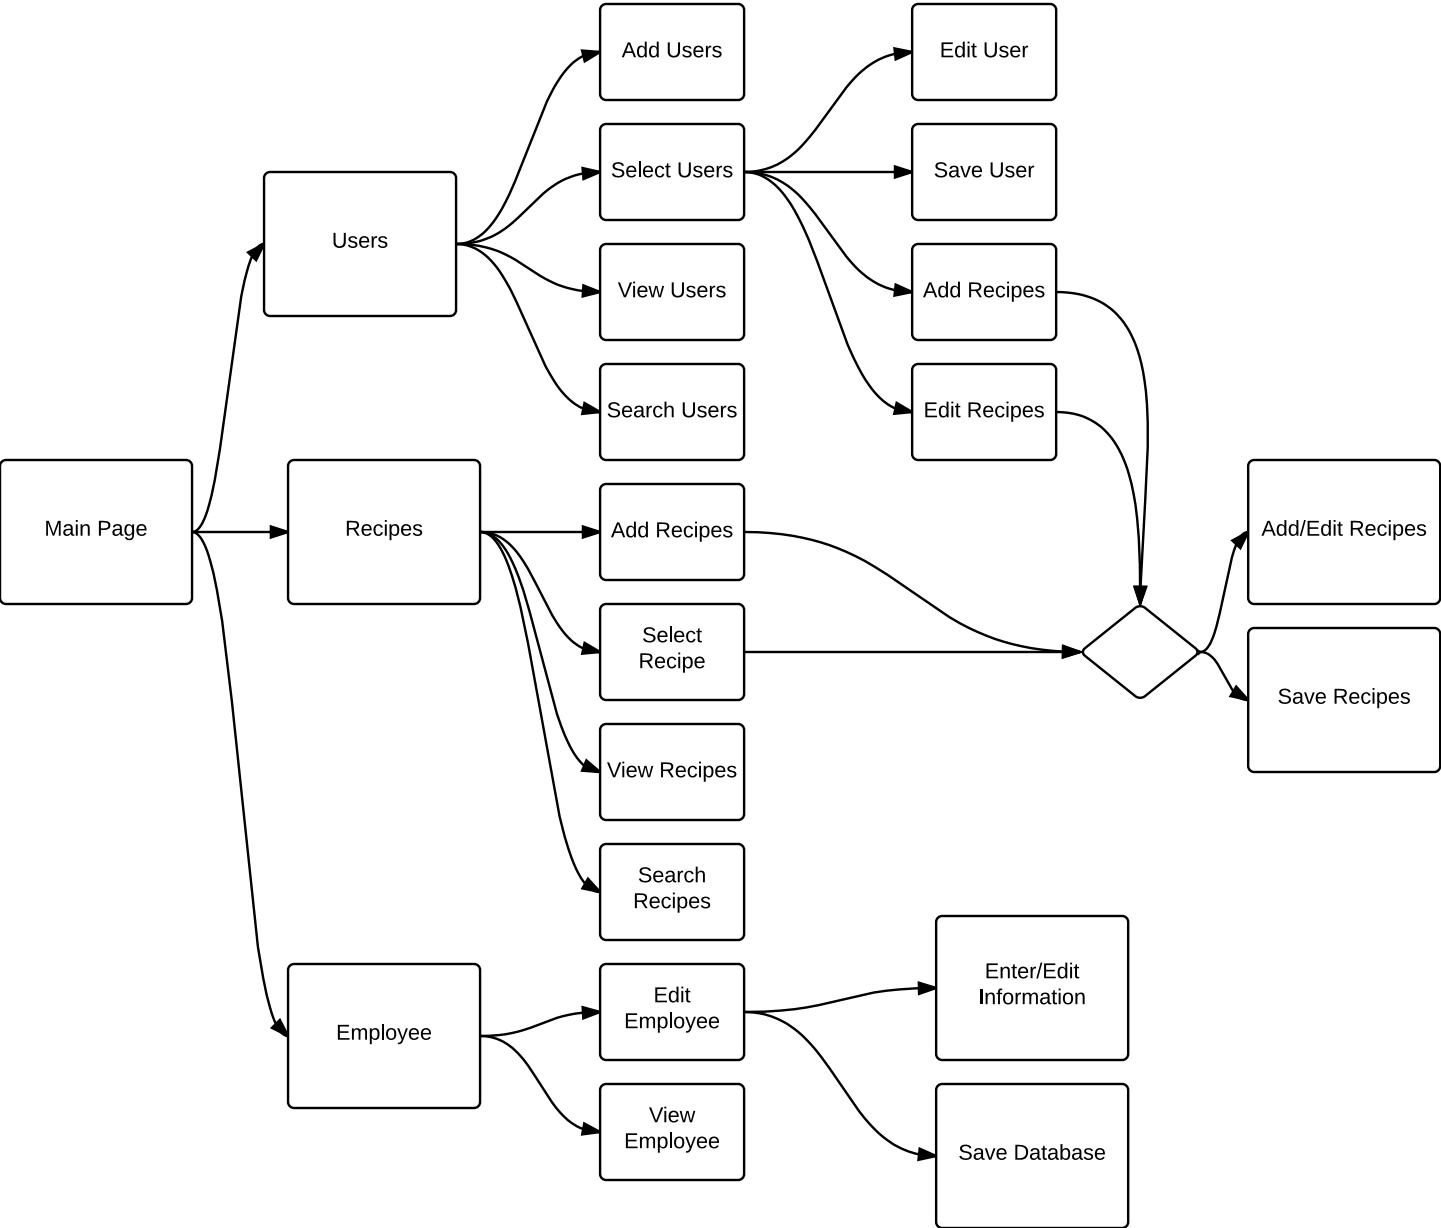 Add Users
Edit User
Select Users
Save User
Users
View Users
Add Recipes
Search Users
Edit Recipes
Main Page
Recipes
Add Recipes
Add/Edit Recipes
Select
Recipe
Save Recipes
View Recipes
Search
Recipes
Enter/Edit
Information
Edit
Employee
Employee
View
Employee
Save Database